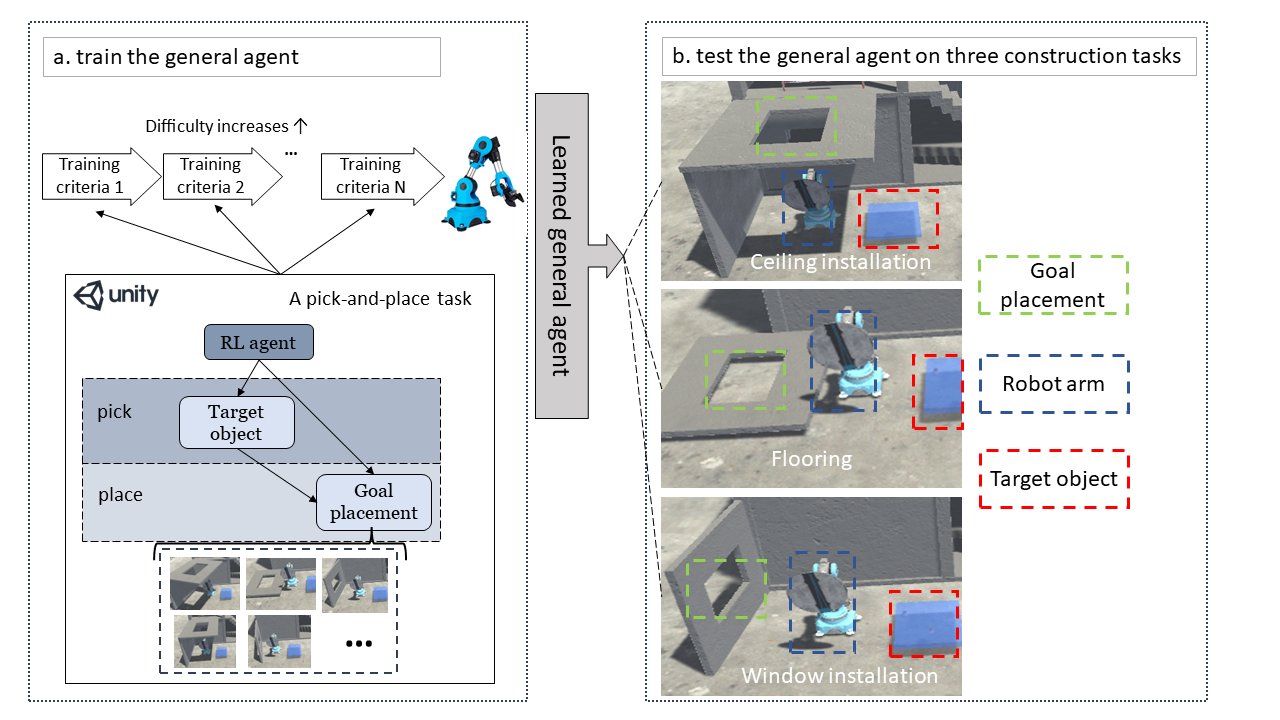 a. train the general agent
Difficulty increases ↑
Training
criteria 1
Training
criteria 2
...
Training
criteria N
unity
A pick-and-place task
RL agent
pick
Target
object
place
Goal
placement
...
Learned general agent
b. test the general agent on three construction tasks
Ceiling installation
Flooring
Window installation
Goal
placement
Robot arm
Target object